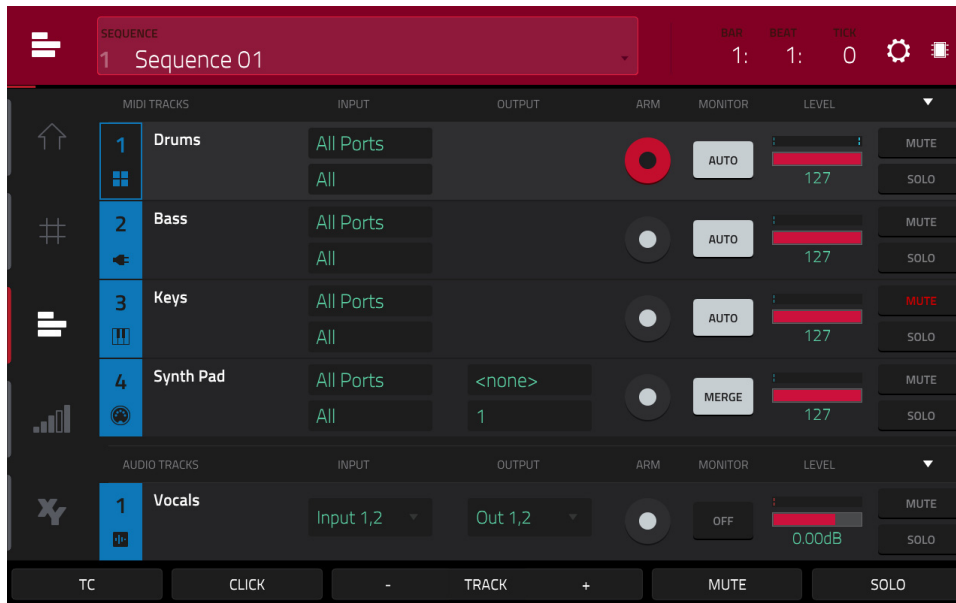 SEQUENCE BAR BEAT TICK
1 Sequence 01 1: 1: 0
MIDI TRACKS INPUT OUTPUT ARM MONITOR LEVEL
1 Drums All Ports AUTO MUTE
All 127 SOLO
2 Bass All Ports AUTO MUTE
All 127 SOLO
3 Keys All Ports AUTO MUTE
All 127 SOLO
4 Synth Pad All Ports <none> MERGE MUTE
All 1 127 SOLO
AUDIO TRACKS INPUT OUTPUT ARM MONITOR LEVEL
1 Vocals Input 1,2 Out 1,2 OFF MUTE
0.00dB SOLO
XY
TC CLICK - TRACK + MUTE SOLO